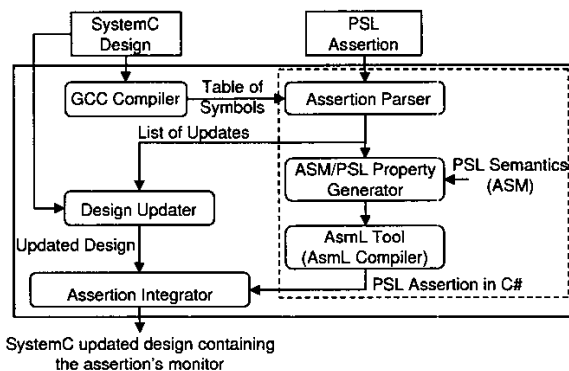 SystemC
Design
PSL
Assertion
GCC Compiler
Table of
Symbols
Assertion Parser
List of Updates
ASM/PSL Property
Generator
PSL Semantics
(ASM)
Design Updater
AsmL Tool
(AsmL Compiler)
Updated Design
PSL Assertion in C#
Assertion Integrator
SystemC updated design containing
the assertion's monitor